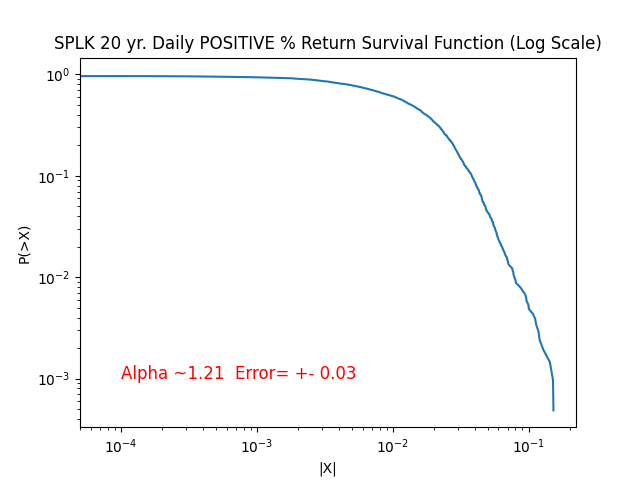 SPLK 20 yr. Daily POSITIVE % Return Survival Function (Log Scale)
10⁰
10⁻¹
10⁻²
10⁻³
P(>X)
Alpha ~1.21  Error= +- 0.03
10⁻⁴ 10⁻³ 10⁻² 10⁻¹
|X|